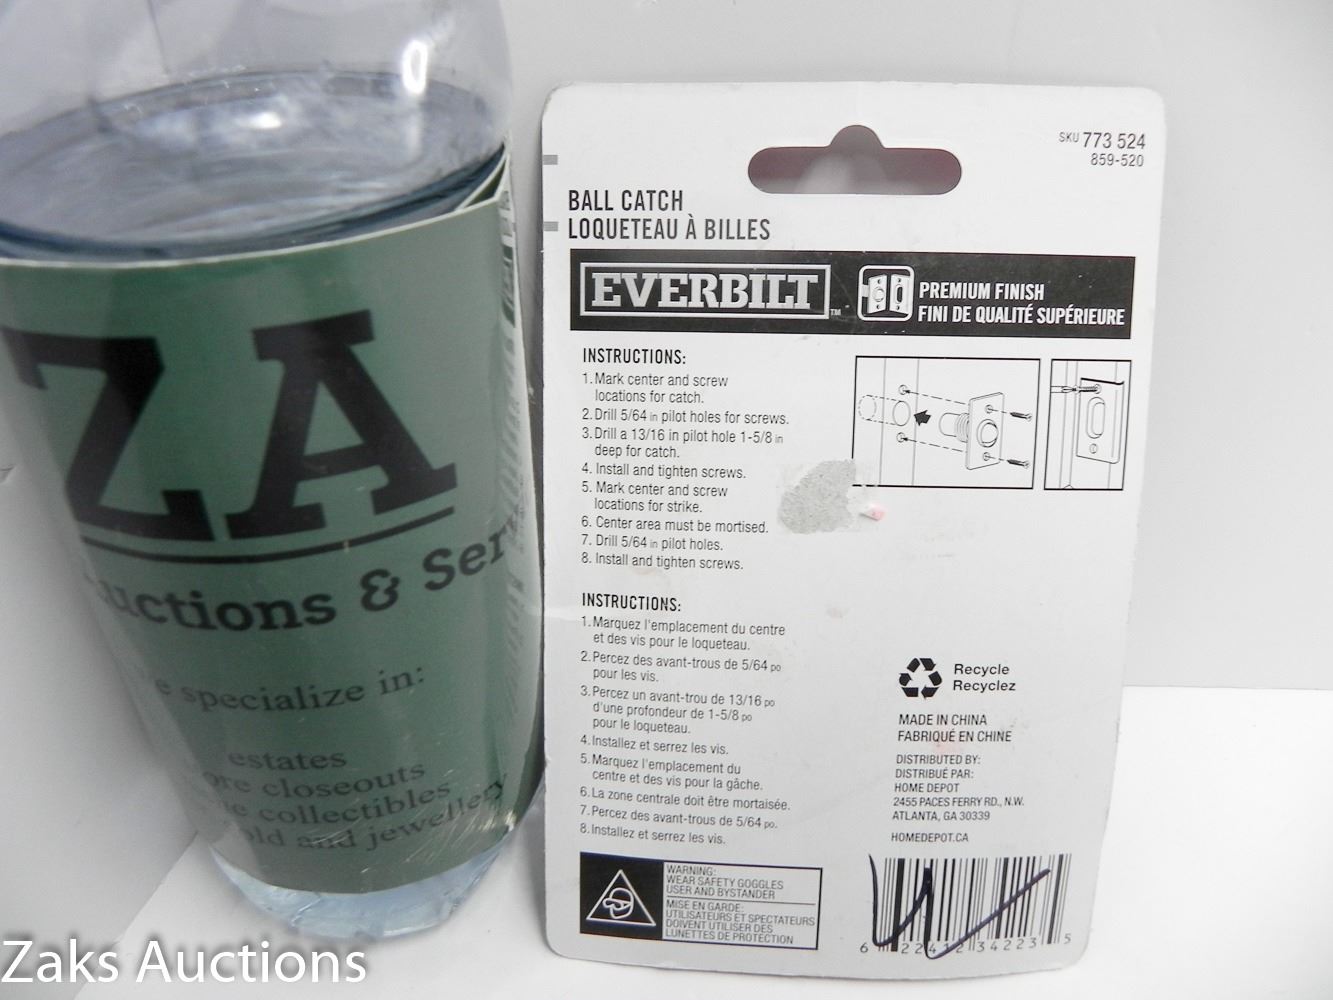 ZA
uctions & Ser
e specialize in:
estates
ore closeouts
collectibles
old and jewellery
SKU 773 524
859-520
BALL CATCH
LOQUETEAU À BILLES
EVERBILT™
PREMIUM FINISH
FINI DE QUALITÉ SUPÉRIEURE
INSTRUCTIONS:
1. Mark center and screw
locations for catch.
2. Drill 5/64 in pilot holes for screws.
3. Drill a 13/16 in pilot hole 1-5/8 in
deep for catch.
4. Install and tighten screws.
5. Mark center and screw
locations for strike.
6. Center area must be mortised.
7. Drill 5/64 in pilot holes.
8. Install and tighten screws.
INSTRUCTIONS:
1. Marquez l'emplacement du centre
et des vis pour le loqueteau.
2. Percez des avant-trous de 5/64 po
pour les vis.
3. Percez un avant-trou de 13/16 po
d'une profondeur de 1-5/8 po
pour le loqueteau.
4. Installez et serrez les vis.
5. Marquez l'emplacement du
centre et des vis pour la gâche.
6. La zone centrale doit être mortaisée.
7. Percez des avant-trous de 5/64 po.
8. Installez et serrez les vis.
Recycle
Recyclez
MADE IN CHINA
FABRIQUÉ EN CHINE
DISTRIBUTED BY:
DISTRIBUÉ PAR:
HOME DEPOT
2455 PACES FERRY RD., N.W.
ATLANTA, GA 30339
HOMEDEPOT.CA
WARNING:
WEAR SAFETY GOGGLES
USER AND BYSTANDER
MISE EN GARDE:
UTILISATEURS ET SPECTATEURS
DOIVENT UTILISER DES
LUNETTES DE PROTECTION
6 22412 34223 5
Zaks Auctions